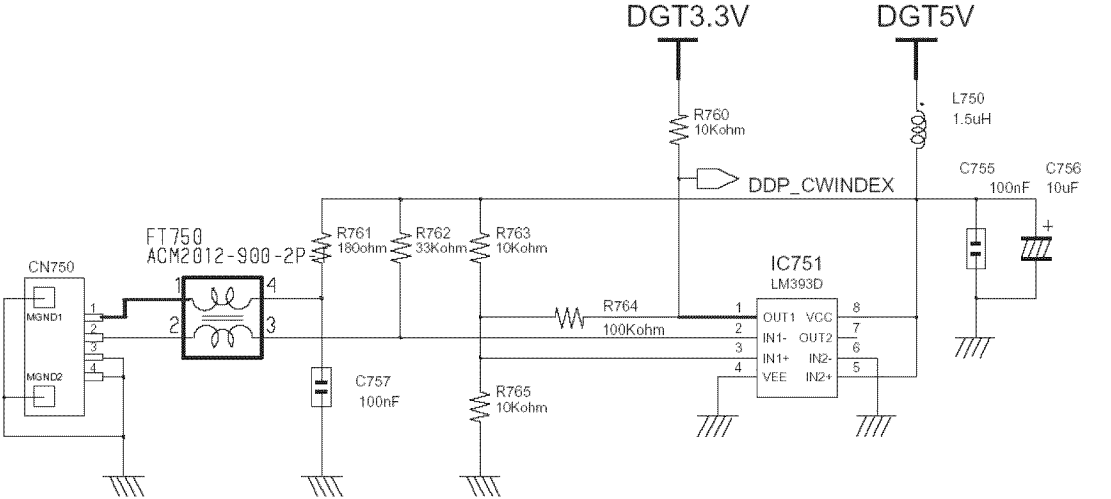 DGT3.3V
DGT5V
L750
1.5uH
R760
10Kohm
DDP_CWINDEX
C755
100nF
C756
10uF
+
R761
180ohm
R762
33Kohm
R763
10Kohm
FT750
ACM2012-900-2P
CN750
1
4
2
3
MGND1
MGND2
1
2
3
4
R764
100Kohm
IC751
LM393D
1
2
3
4
OUT1
IN1-
IN1+
VEE
VCC
OUT2
IN2-
IN2+
8
7
6
5
C757
100nF
R765
10Kohm